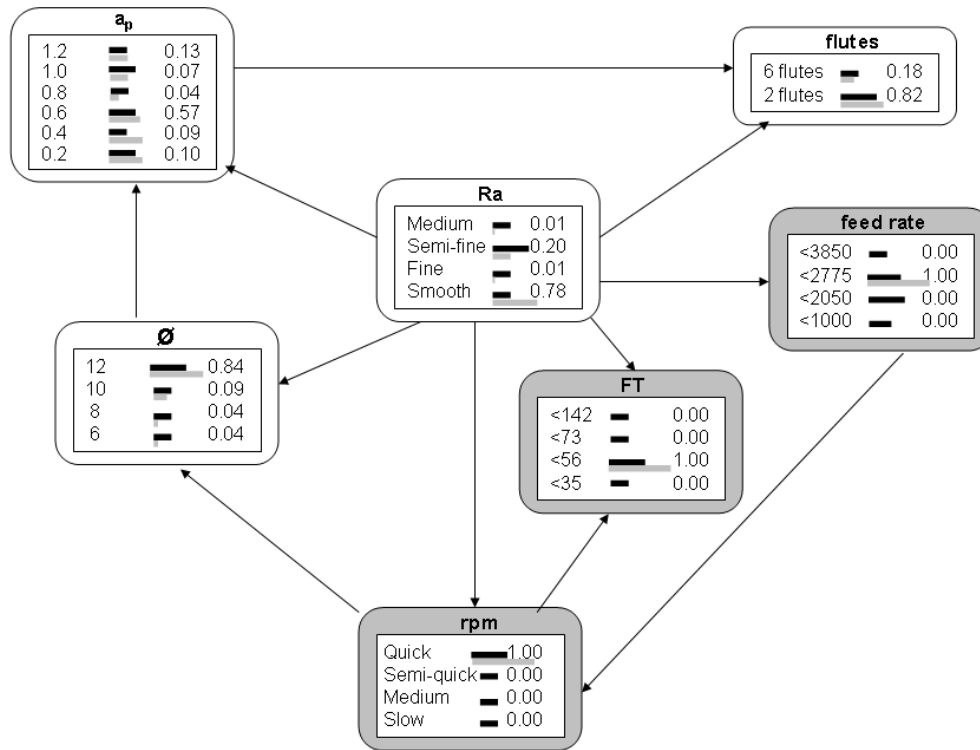 a_p
1.2 0.13
1.0 0.07
0.8 0.04
0.6 0.57
0.4 0.09
0.2 0.10
flutes
6 flutes 0.18
2 flutes 0.82
Ra
Medium 0.01
Semi-fine 0.20
Fine 0.01
Smooth 0.78
feed rate
<3850 0.00
<2775 1.00
<2050 0.00
<1000 0.00
Ø
12 0.84
10 0.09
8 0.04
6 0.04
FT
<142 0.00
<73 0.00
<56 1.00
<35 0.00
rpm
Quick 1.00
Semi-quick 0.00
Medium 0.00
Slow 0.00